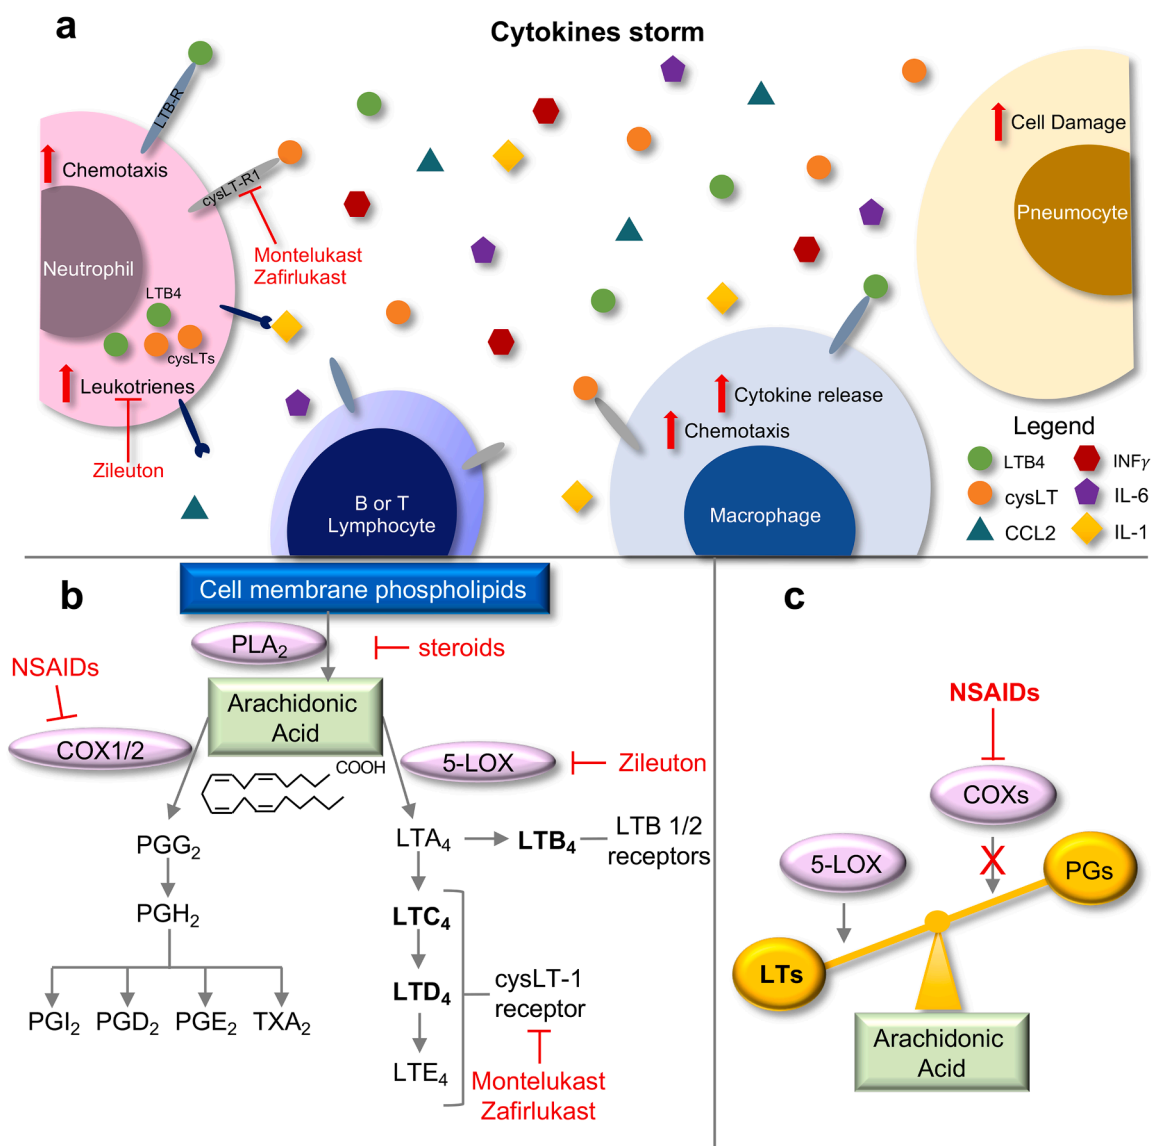 a
Cytokines storm
LTB-R
Chemotaxis
cysLT-R1
Montelukast
Zafirlukast
Neutrophil
LTB4
cysLTs
Leukotrienes
Zileuton
B or T
Lymphocyte
Cytokine release
Chemotaxis
Macrophage
Cell Damage
Pneumocyte
Legend
LTB4
INFγ
cysLT
IL-6
CCL2
IL-1
b
Cell membrane phospholipids
PLA₂
steroids
NSAIDs
Arachidonic
Acid
COX1/2
5-LOX
Zileuton
COOH
PGG₂
LTA₄
LTB₄
LTB 1/2
receptors
PGH₂
LTC₄
LTD₄
cysLT-1
receptor
PGI₂
PGD₂
PGE₂
TXA₂
LTE₄
Montelukast
Zafirlukast
c
NSAIDs
COXs
5-LOX
X
PGs
LTs
Arachidonic
Acid